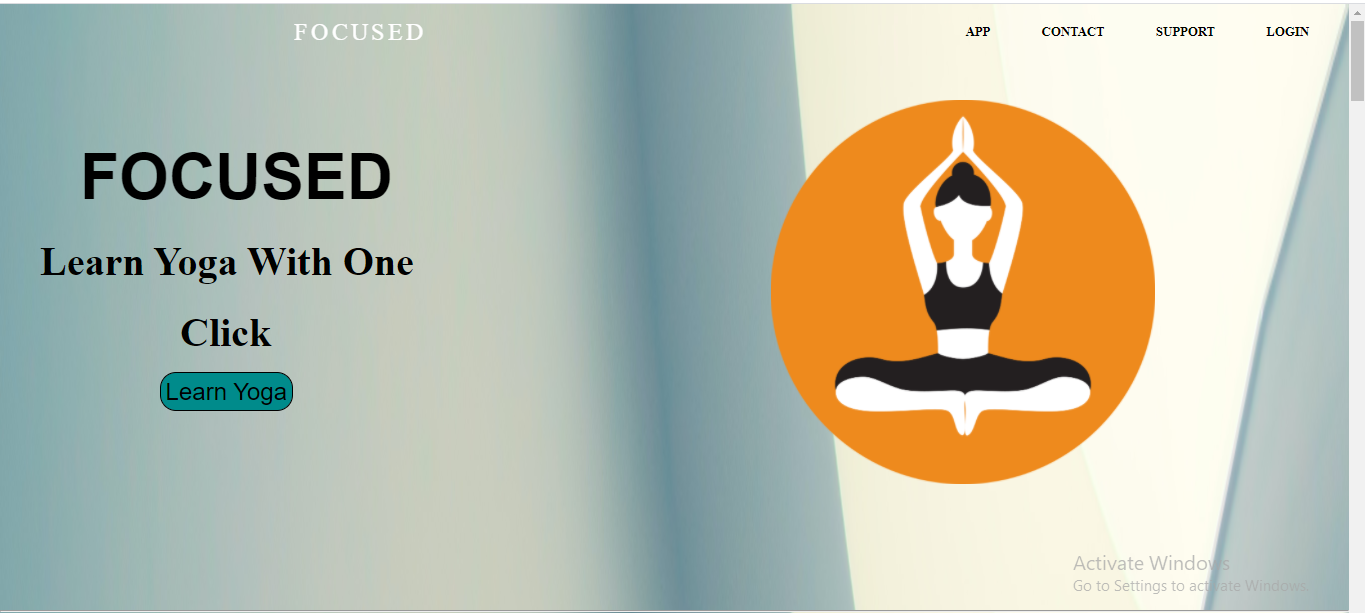 FOCUSED
APP CONTACT SUPPORT LOGIN
FOCUSED
Learn Yoga With One
Click
Learn Yoga
Activate Windows
Go to Settings to activate Windows.